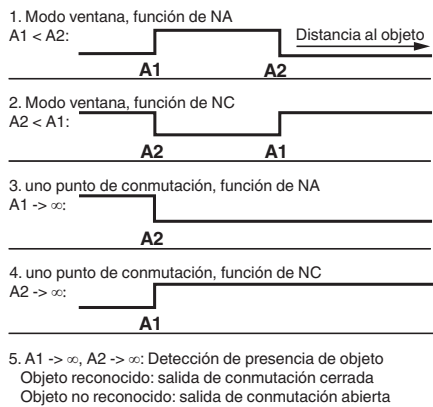 1. Modo ventana, función de NA
A1 < A2:
Distancia al objeto
A1
A2
2. Modo ventana, función de NC
A2 < A1:
A2
A1
3. uno punto de conmutación, función de NA
A1 -> ∞:
A2
4. uno punto de conmutación, función de NC
A2 -> ∞:
A1
5. A1 -> ∞, A2 -> ∞: Detección de presencia de objeto
Objeto reconocido: salida de conmutación cerrada
Objeto no reconocido: salida de conmutación abierta